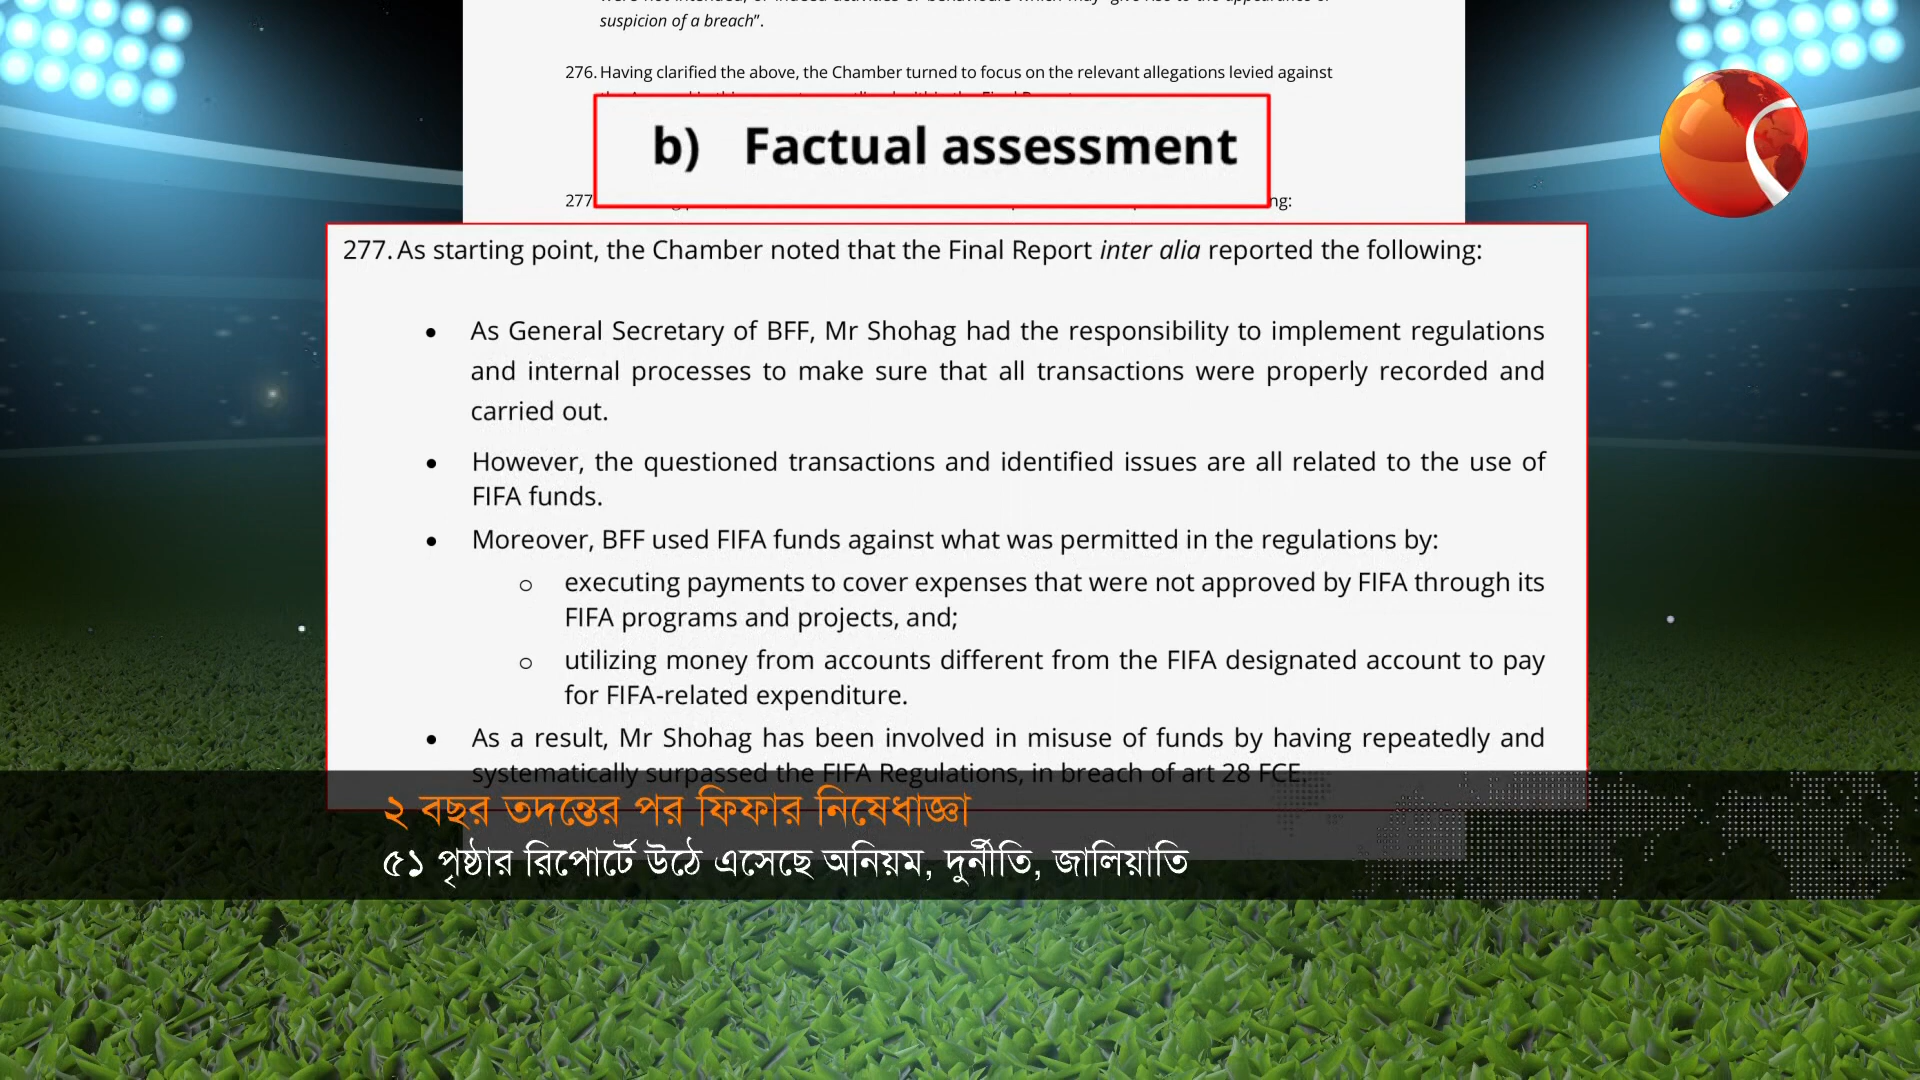 suspicion of a breach".
276. Having clarified the above, the Chamber turned to focus on the relevant allegations levied against
b) Factual assessment
277
ng:
277. As starting point, the Chamber noted that the Final Report inter alia reported the following:
• As General Secretary of BFF, Mr Shohag had the responsibility to implement regulations
and internal processes to make sure that all transactions were properly recorded and
carried out.
• However, the questioned transactions and identified issues are all related to the use of
FIFA funds.
• Moreover, BFF used FIFA funds against what was permitted in the regulations by:
o executing payments to cover expenses that were not approved by FIFA through its
FIFA programs and projects, and;
o utilizing money from accounts different from the FIFA designated account to pay
for FIFA-related expenditure.
• As a result, Mr Shohag has been involved in misuse of funds by having repeatedly and
systematically surpassed the FIFA Regulations, in breach of art 28 FCE.
২ বছর তদন্তের পর ফিফার নিষেধাজ্ঞা
৫১ পৃষ্ঠার রিপোর্টে উঠে এসেছে অনিয়ম, দুর্নীতি, জালিয়াতি